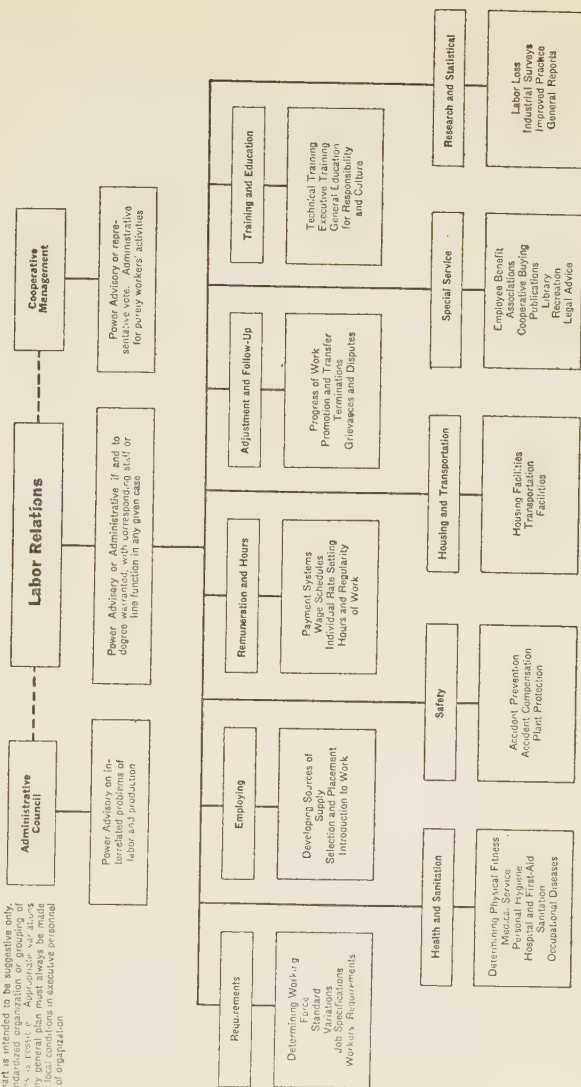 art is intended to be suggestive only.
ndardized organization or grouping of
Appropriate variations
ny general plan must always be made
local conditions in executive personnel
of organization
Administrative
Council
Power Advisory on in-
terrelated problems of
labor and production
Labor Relations
Power Advisory or Administrative if and to
degree warranted, with corresponding staff or
line function in any given case
Cooperative
Management
Power Advisory or repre-
sentative vote. Administrative
for purely workers' activities
Requirements
Determining Working
Force
Standard
Variations
Job Specifications
Workers Requirements
Employing
Developing Sources of
Supply
Selection and Placement
Introduction to Work
Remuneration and Hours
Payment Systems
Wage Schedules
Individual Rate Setting
Hours and Regularity
of Work
Adjustment and Follow-Up
Progress of Work
Promotion and Transfer
Terminations
Grievances and Disputes
Training and Education
Technical Training
Executive Training
General Education
for Responsibility
and Culture
Health and Sanitation
Determining Physical Fitness
Medical Service
Personal Hygiene
Hospital and First-Aid
Sanitation
Occupational Diseases
Safety
Accident Prevention
Accident Compensation
Plant Protection
Housing and Transportation
Housing Facilities
Transportation
Facilities
Special Service
Employee Benefit
Associations
Cooperative Buying
Publications
Library
Recreation
Legal Advice
Research and Statistical
Labor Loss
Industrial Surveys
Improved Practice
General Reports